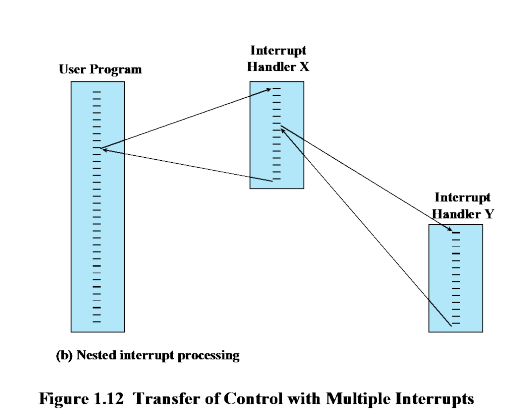 User Program
Interrupt
Handler X
Interrupt
Handler Y
(b) Nested interrupt processing
Figure 1.12 Transfer of Control with Multiple Interrupts